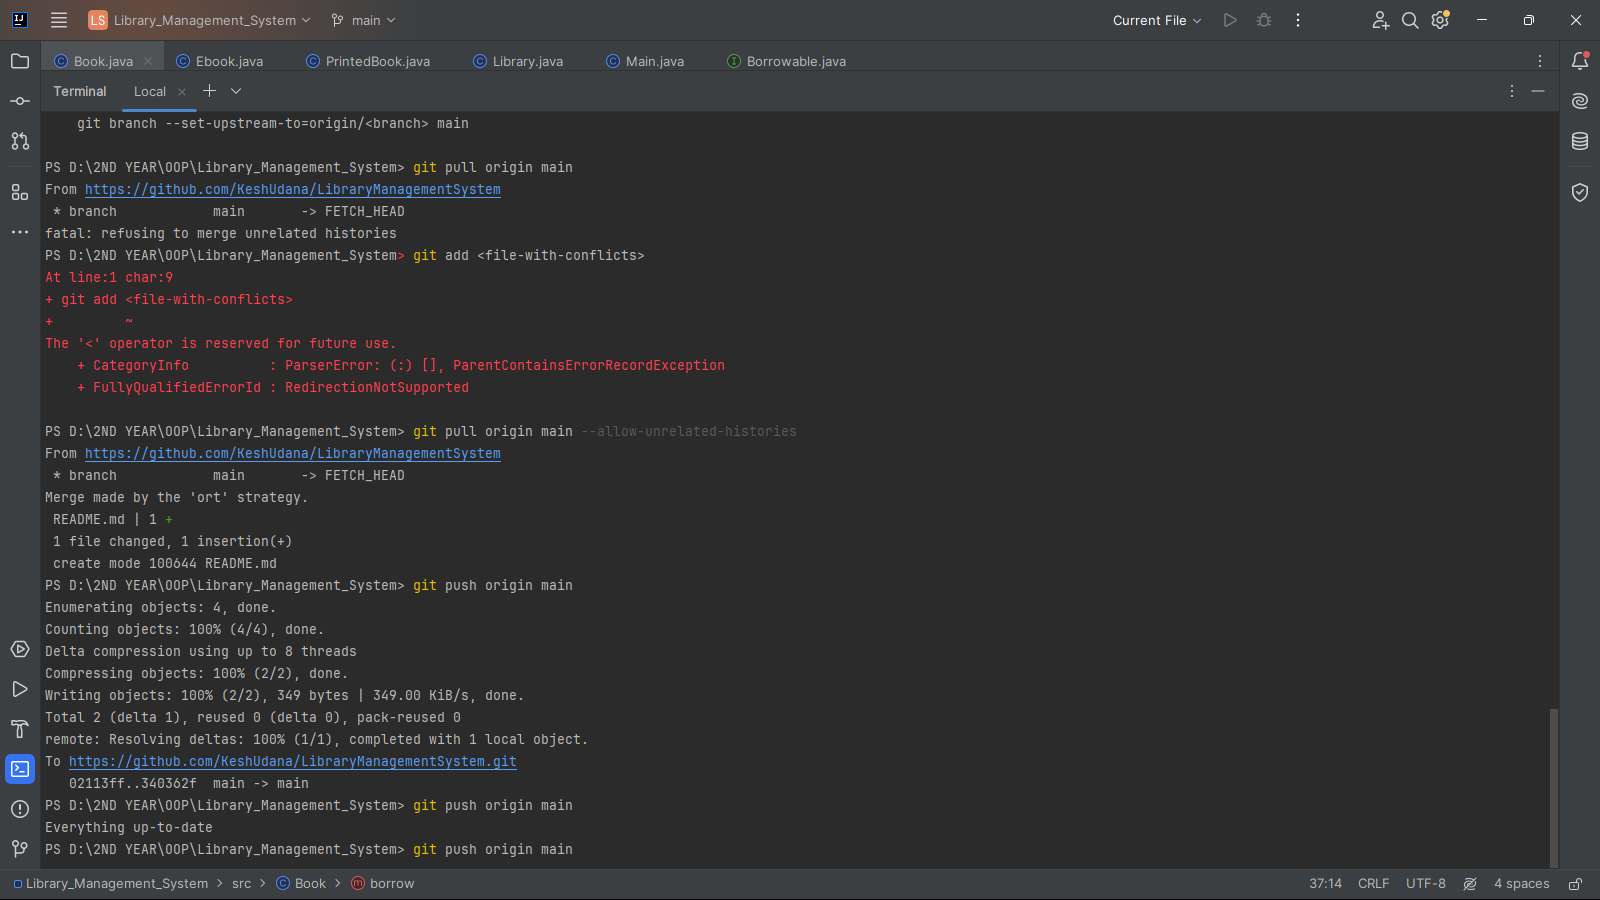 LS Library_Management_System main Current File
Book.java Ebook.java PrintedBook.java Library.java Main.java Borrowable.java
Terminal Local
git branch --set-upstream-to=origin/<branch> main
PS D:\2ND YEAR\OOP\Library_Management_System> git pull origin main
From https://github.com/KeshUdana/LibraryManagementSystem
* branch main -> FETCH_HEAD
fatal: refusing to merge unrelated histories
PS D:\2ND YEAR\OOP\Library_Management_System> git add <file-with-conflicts>
At line:1 char:9
+ git add <file-with-conflicts>
+ ~
The '<' operator is reserved for future use.
+ CategoryInfo : ParserError: (:) [], ParentContainsErrorRecordException
+ FullyQualifiedErrorId : RedirectionNotSupported
PS D:\2ND YEAR\OOP\Library_Management_System> git pull origin main --allow-unrelated-histories
From https://github.com/KeshUdana/LibraryManagementSystem
* branch main -> FETCH_HEAD
Merge made by the 'ort' strategy.
README.md | 1 +
1 file changed, 1 insertion(+)
create mode 100644 README.md
PS D:\2ND YEAR\OOP\Library_Management_System> git push origin main
Enumerating objects: 4, done.
Counting objects: 100% (4/4), done.
Delta compression using up to 8 threads
Compressing objects: 100% (2/2), done.
Writing objects: 100% (2/2), 349 bytes | 349.00 KiB/s, done.
Total 2 (delta 1), reused 0 (delta 0), pack-reused 0
remote: Resolving deltas: 100% (1/1), completed with 1 local object.
To https://github.com/KeshUdana/LibraryManagementSystem.git
02113ff..340362f main -> main
PS D:\2ND YEAR\OOP\Library_Management_System> git push origin main
Everything up-to-date
PS D:\2ND YEAR\OOP\Library_Management_System> git push origin main
Library_Management_System > src > Book > borrow 37:14 CRLF UTF-8 4 spaces